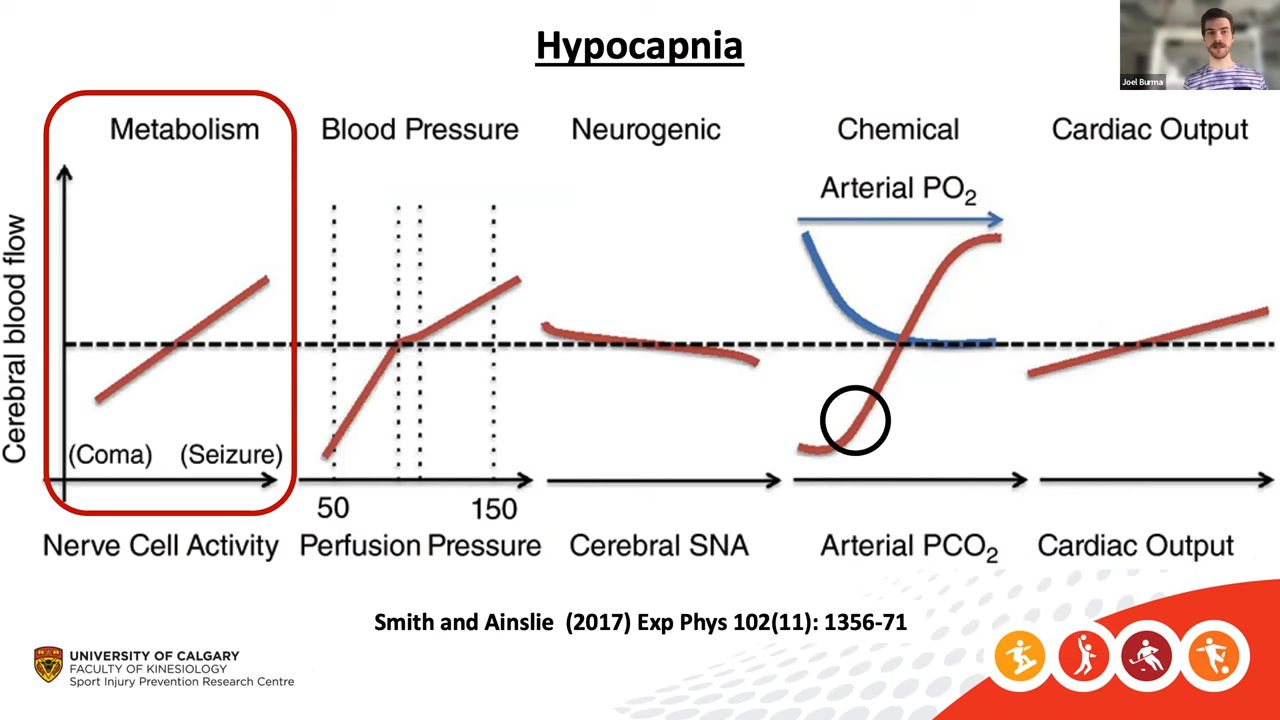 Hypocapnia
Joel Burma
Metabolism
Blood Pressure
Neurogenic
Chemical
Cardiac Output
Arterial PO2
Cerebral blood flow
(Coma)
(Seizure)
50
150
Nerve Cell Activity
Perfusion Pressure
Cerebral SNA
Arterial PCO2
Cardiac Output
Smith and Ainslie (2017) Exp Phys 102(11): 1356-71
UNIVERSITY OF CALGARY
FACULTY OF KINESIOLOGY
Sport Injury Prevention Research Centre